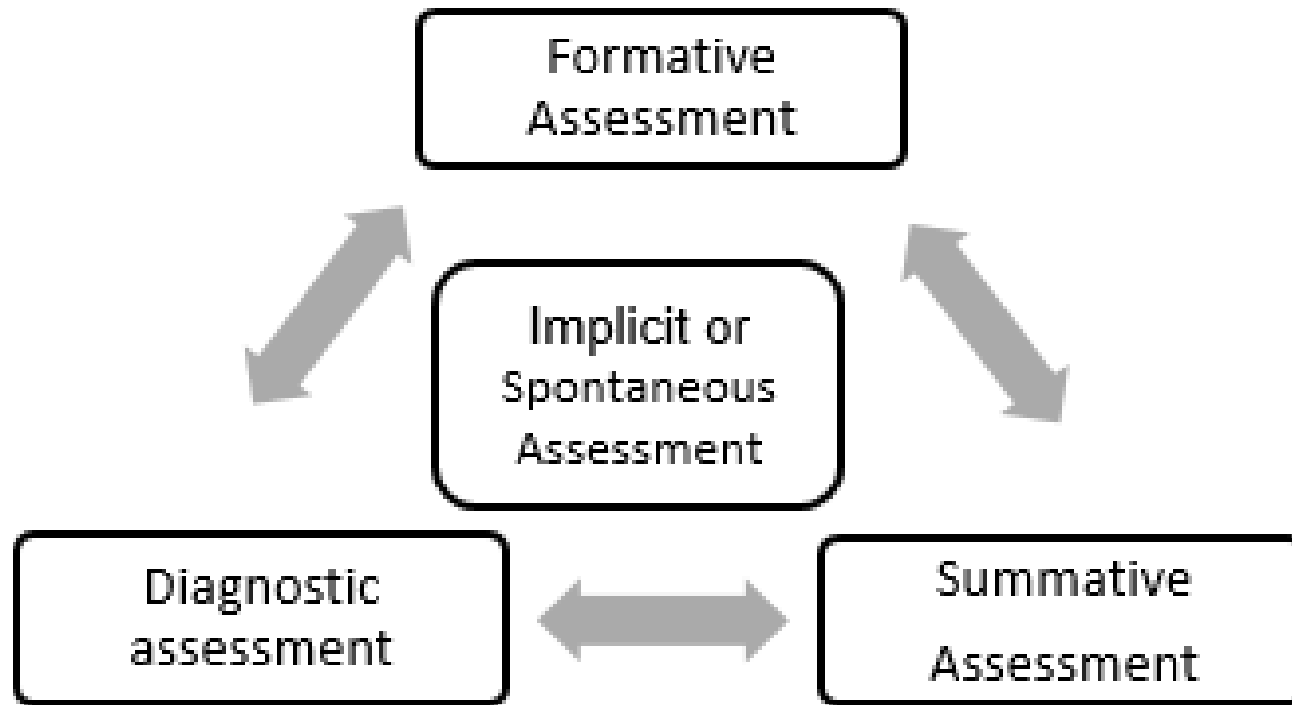 Formative
Assessment
Implicit or
Spontaneous
Assessment
Diagnostic
assessment
Summative
Assessment